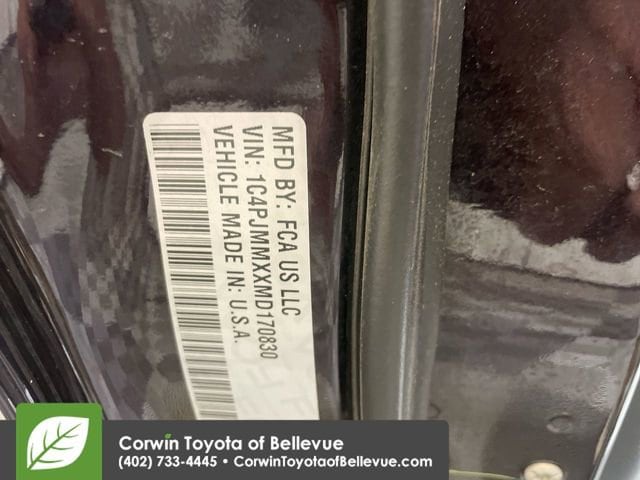 MFD BY: FCA US LLC
VIN: 1C4PJMMXXMD170830
VEHICLE MADE IN: U.S.A.
Corwin Toyota of Bellevue
(402) 733-4445 • CorwinToyotaofBellevue.com